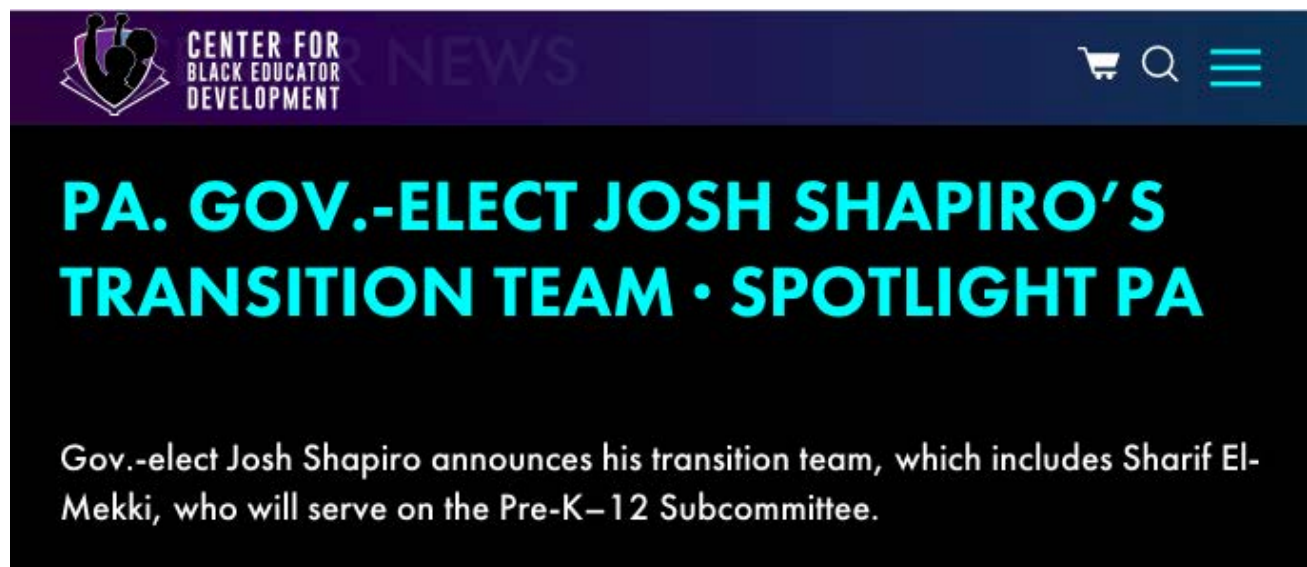 CENTER FOR
BLACK EDUCATOR
DEVELOPMENT
R NEWS
PA. GOV.-ELECT JOSH SHAPIRO’S
TRANSITION TEAM • SPOTLIGHT PA
Gov.-elect Josh Shapiro announces his transition team, which includes Sharif El-
Mekki, who will serve on the Pre-K–12 Subcommittee.